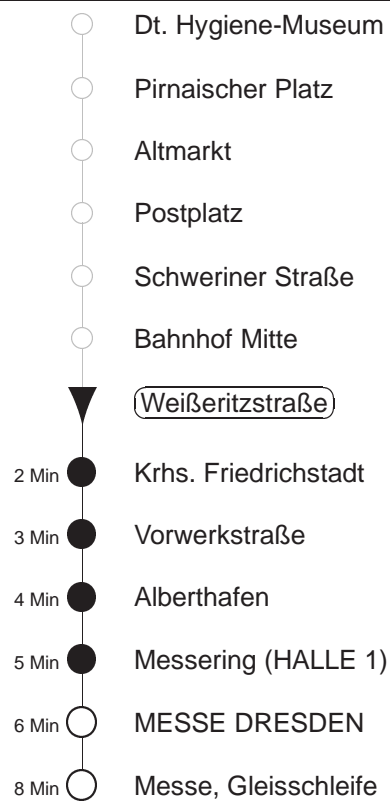 Dt. Hygiene-Museum
Pirnaischer Platz
Altmarkt
Postplatz
Schweriner Straße
Bahnhof Mitte
Weißeritzstraße
2 Min Krhs. Friedrichstadt
3 Min Vorwerkstraße
4 Min Alberthafen
5 Min Messering (HALLE 1)
6 Min MESSE DRESDEN
8 Min Messe, Gleisschleife